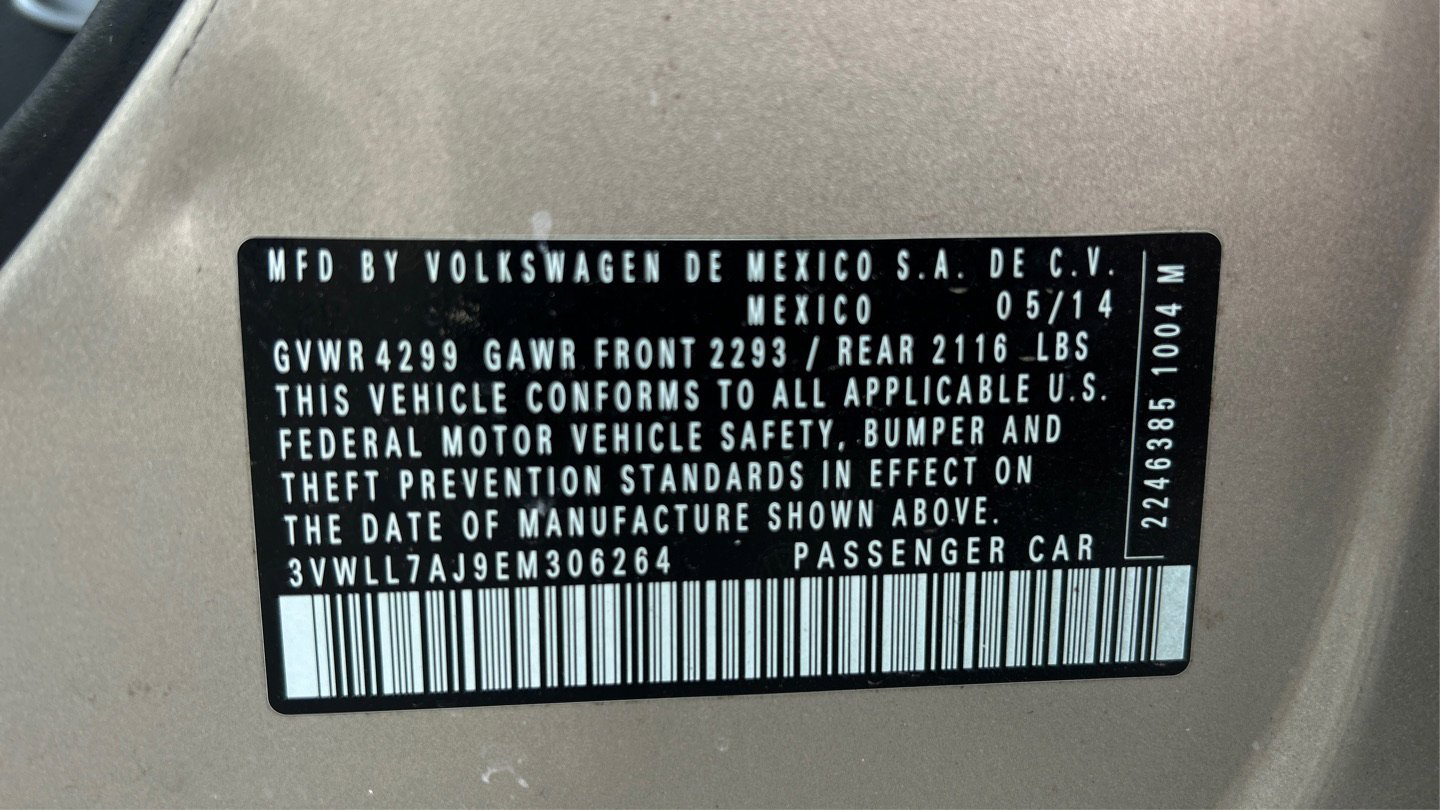 MFD BY VOLKSWAGEN DE MEXICO S.A. DE C.V.
MEXICO 05/14
GVWR 4299 GAWR FRONT 2293 / REAR 2116 LBS
THIS VEHICLE CONFORMS TO ALL APPLICABLE U.S.
FEDERAL MOTOR VEHICLE SAFETY, BUMPER AND
THEFT PREVENTION STANDARDS IN EFFECT ON
THE DATE OF MANUFACTURE SHOWN ABOVE.
3VWLL7AJ9EM306264 PASSENGER CAR
2246385 1004 M